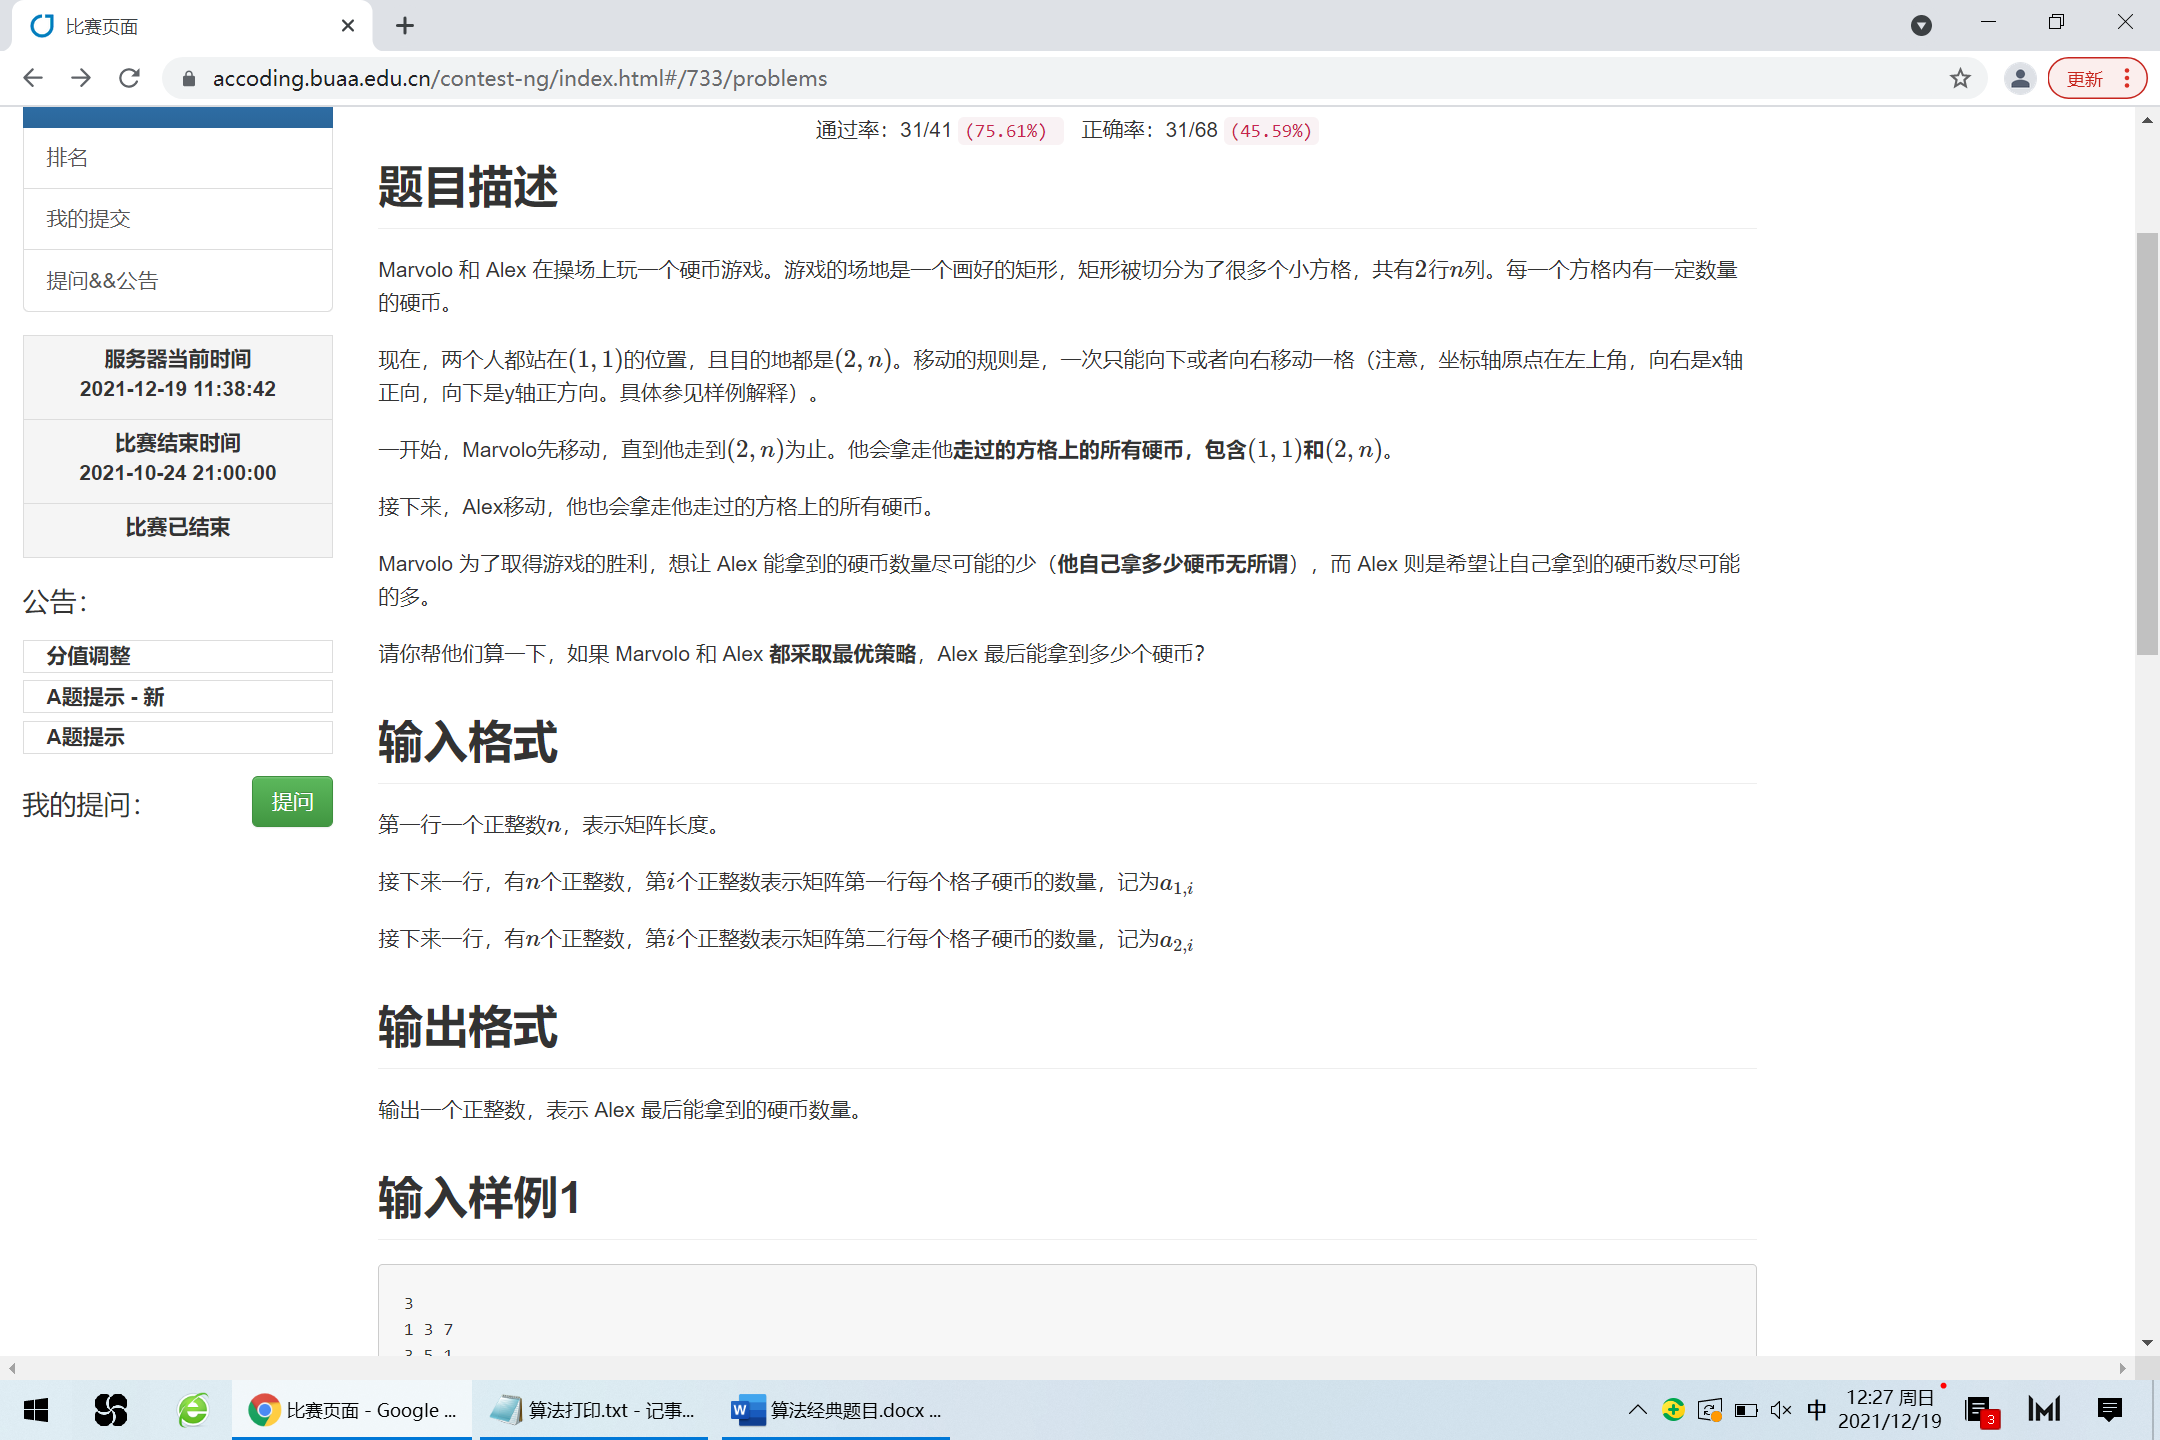 比赛页面
accoding.buaa.edu.cn/contest-ng/index.html#/733/problems
更新
排名
我的提交
提问&&公告
服务器当前时间
2021-12-19 11:38:42
比赛结束时间
2021-10-24 21:00:00
比赛已结束
公告：
分值调整
A题提示 - 新
A题提示
我的提问：
提问
通过率：31/41 (75.61%) 正确率：31/68 (45.59%)
题目描述
Marvolo 和 Alex 在操场上玩一个硬币游戏。游戏的场地是一个画好的矩形，矩形被切分为了很多个小方格，共有2行n列。每一个方格内有一定数量
的硬币。
现在，两个人都站在(1, 1)的位置，且目的地都是(2, n)。移动的规则是，一次只能向下或者向右移动一格（注意，坐标轴原点在左上角，向右是x轴
正向，向下是y轴正方向。具体参见样例解释）。
一开始，Marvolo先移动，直到他走到(2, n)为止。他会拿走他走过的方格上的所有硬币，包含(1, 1)和(2, n)。
接下来，Alex移动，他也会拿走他走过的方格上的所有硬币。
Marvolo 为了取得游戏的胜利，想让 Alex 能拿到的硬币数量尽可能的少（他自己拿多少硬币无所谓），而 Alex 则是希望让自己拿到的硬币数尽可能
的多。
请你帮他们算一下，如果 Marvolo 和 Alex 都采取最优策略，Alex 最后能拿到多少个硬币？
输入格式
第一行一个正整数n，表示矩阵长度。
接下来一行，有n个正整数，第i个正整数表示矩阵第一行每个格子硬币的数量，记为a1,i
接下来一行，有n个正整数，第i个正整数表示矩阵第二行每个格子硬币的数量，记为a2,i
输出格式
输出一个正整数，表示 Alex 最后能拿到的硬币数量。
输入样例1
3
1 3 7
3 5 1
比赛页面 - Google ...
算法打印.txt - 记事...
算法经典题目.docx ...
中
12:27 周日
2021/12/19
3